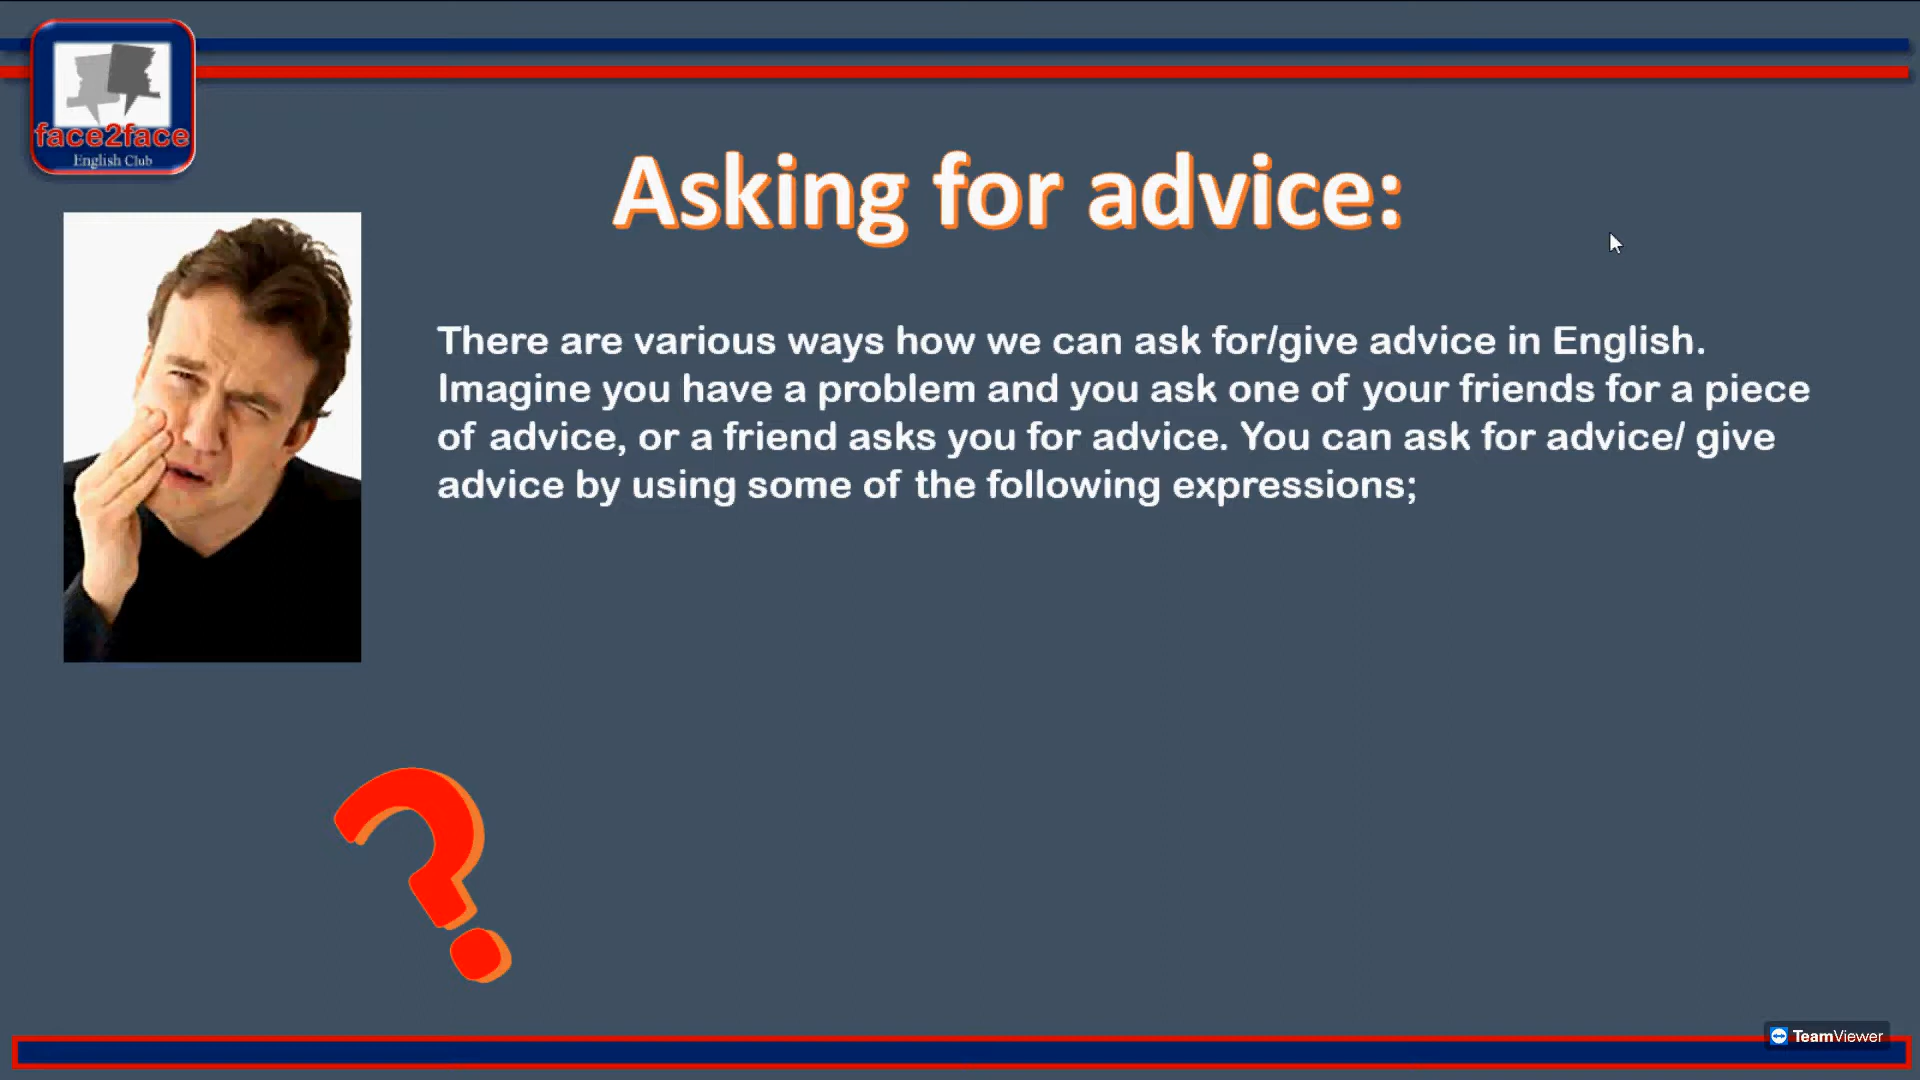 face2face
English Club
Asking for advice:
There are various ways how we can ask for/give advice in English.
Imagine you have a problem and you ask one of your friends for a piece
of advice, or a friend asks you for advice. You can ask for advice/ give
advice by using some of the following expressions;
?
TeamViewer